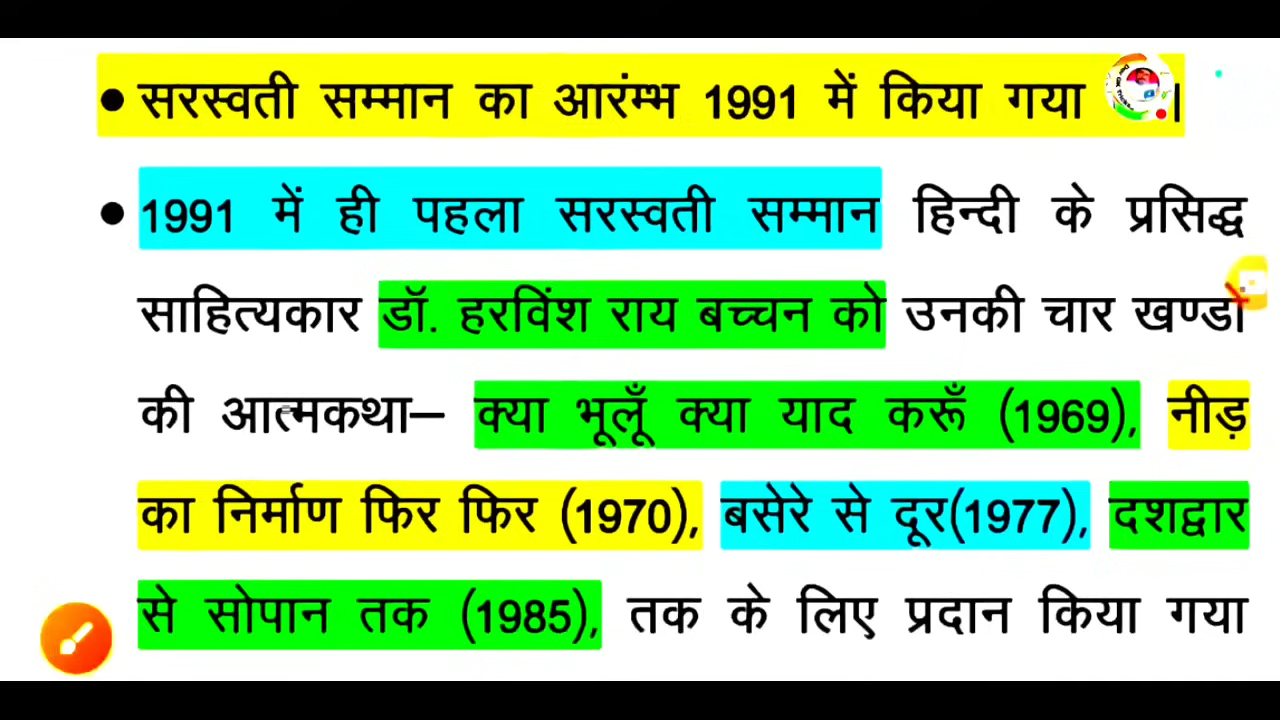 • सरस्वती सम्मान का आरंम्भ 1991 में किया गया ।
• 1991 में ही पहला सरस्वती सम्मान हिन्दी के प्रसिद्ध
साहित्यकार डॉ. हरविंश राय बच्चन को उनकी चार खण्डों
की आत्मकथा– क्या भूलूँ क्या याद करूँ (1969), नीड़
का निर्माण फिर फिर (1970), बसेरे से दूर(1977), दशद्वार
से सोपान तक (1985), तक के लिए प्रदान किया गया